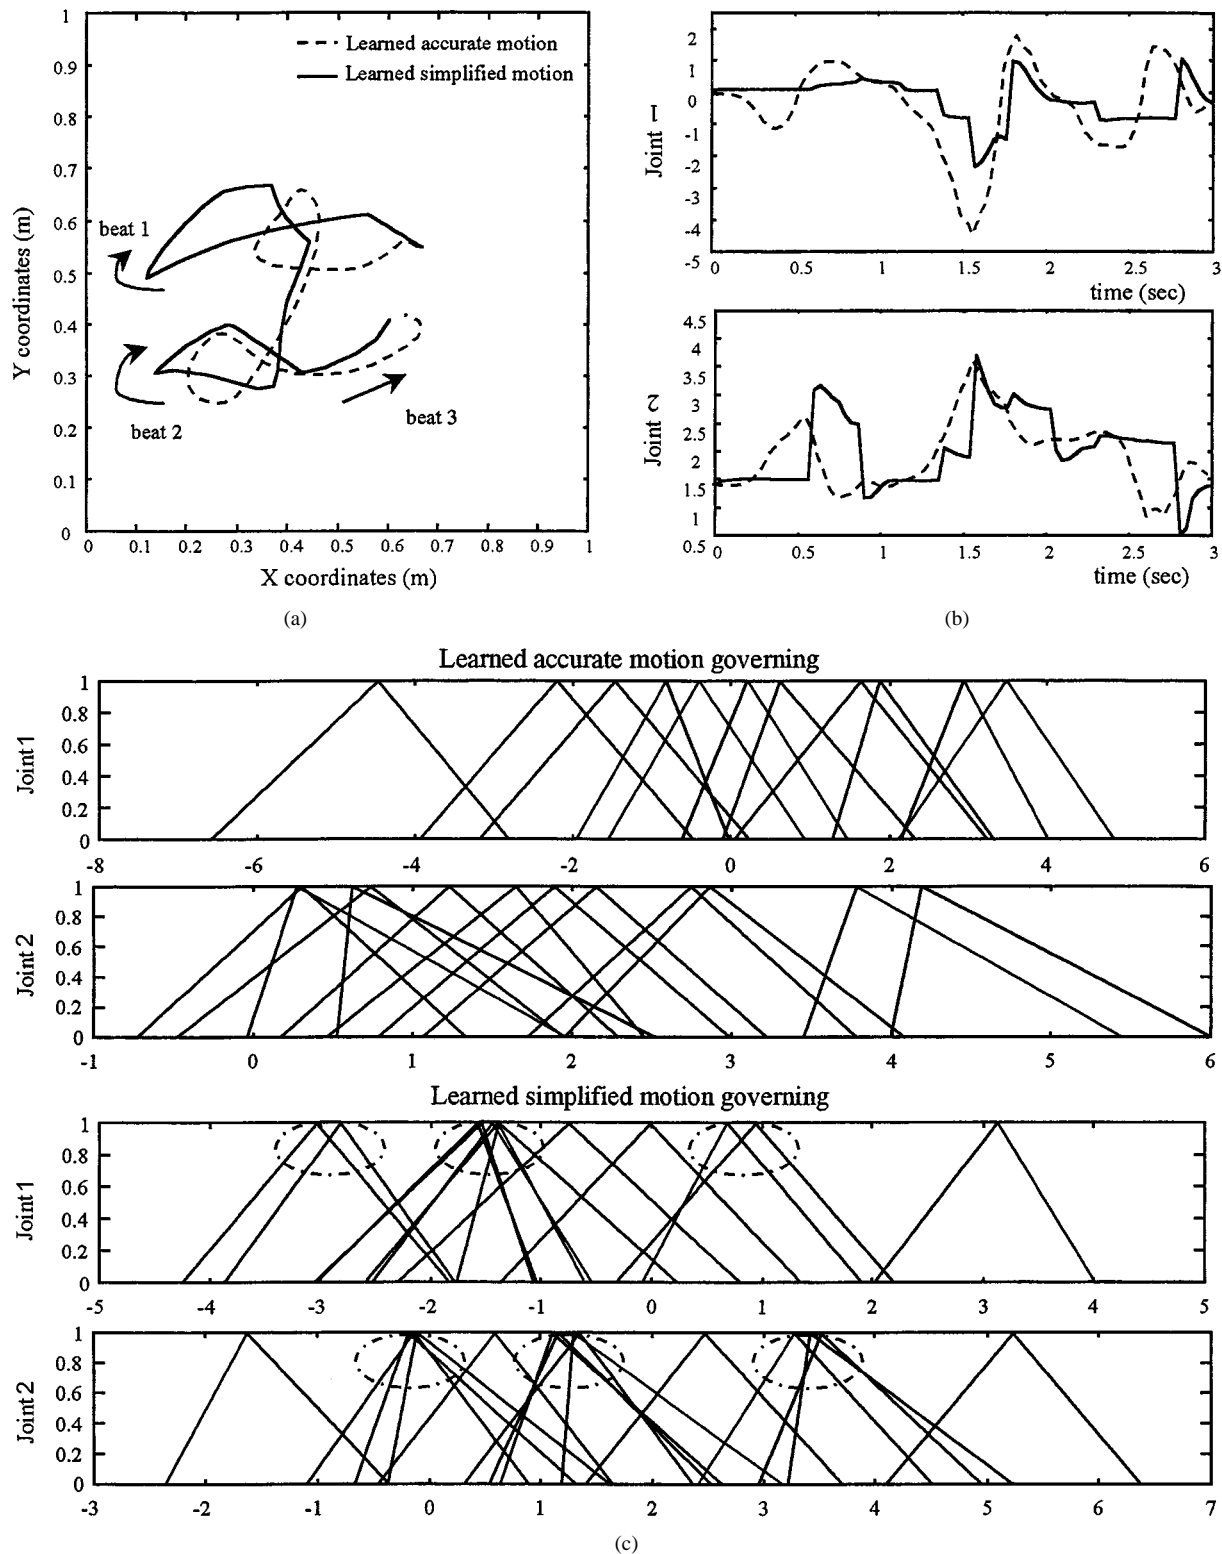 1
0.9
0.8
0.7
0.6
0.5
0.4
0.3
0.2
0.1
0
Y coordinates (m)
Learned accurate motion
Learned simplified motion
beat 1
beat 2
beat 3
0 0.1 0.2 0.3 0.4 0.5 0.6 0.7 0.8 0.9 1
X coordinates (m)
(a)
2
1
0
-1
-2
-3
-4
-5
Joint 1
0 0.5 1 1.5 2 2.5 3
time (sec)
4.5
4
3.5
3
2.5
2
1.5
1
0.5
Joint 2
0 0.5 1 1.5 2 2.5 3
time (sec)
(b)
Learned accurate motion governing
1
0.8
0.6
0.4
0.2
0
Joint 1
-8 -6 -4 -2 0 2 4 6
1
0.8
0.6
0.4
0.2
0
Joint 2
-1 0 1 2 3 4 5 6
Learned simplified motion governing
1
0.8
0.6
0.4
0.2
0
Joint 1
-5 -4 -3 -2 -1 0 1 2 3 4 5
1
0.8
0.6
0.4
0.2
0
Joint 2
-3 -2 -1 0 1 2 3 4 5 6 7
(c)